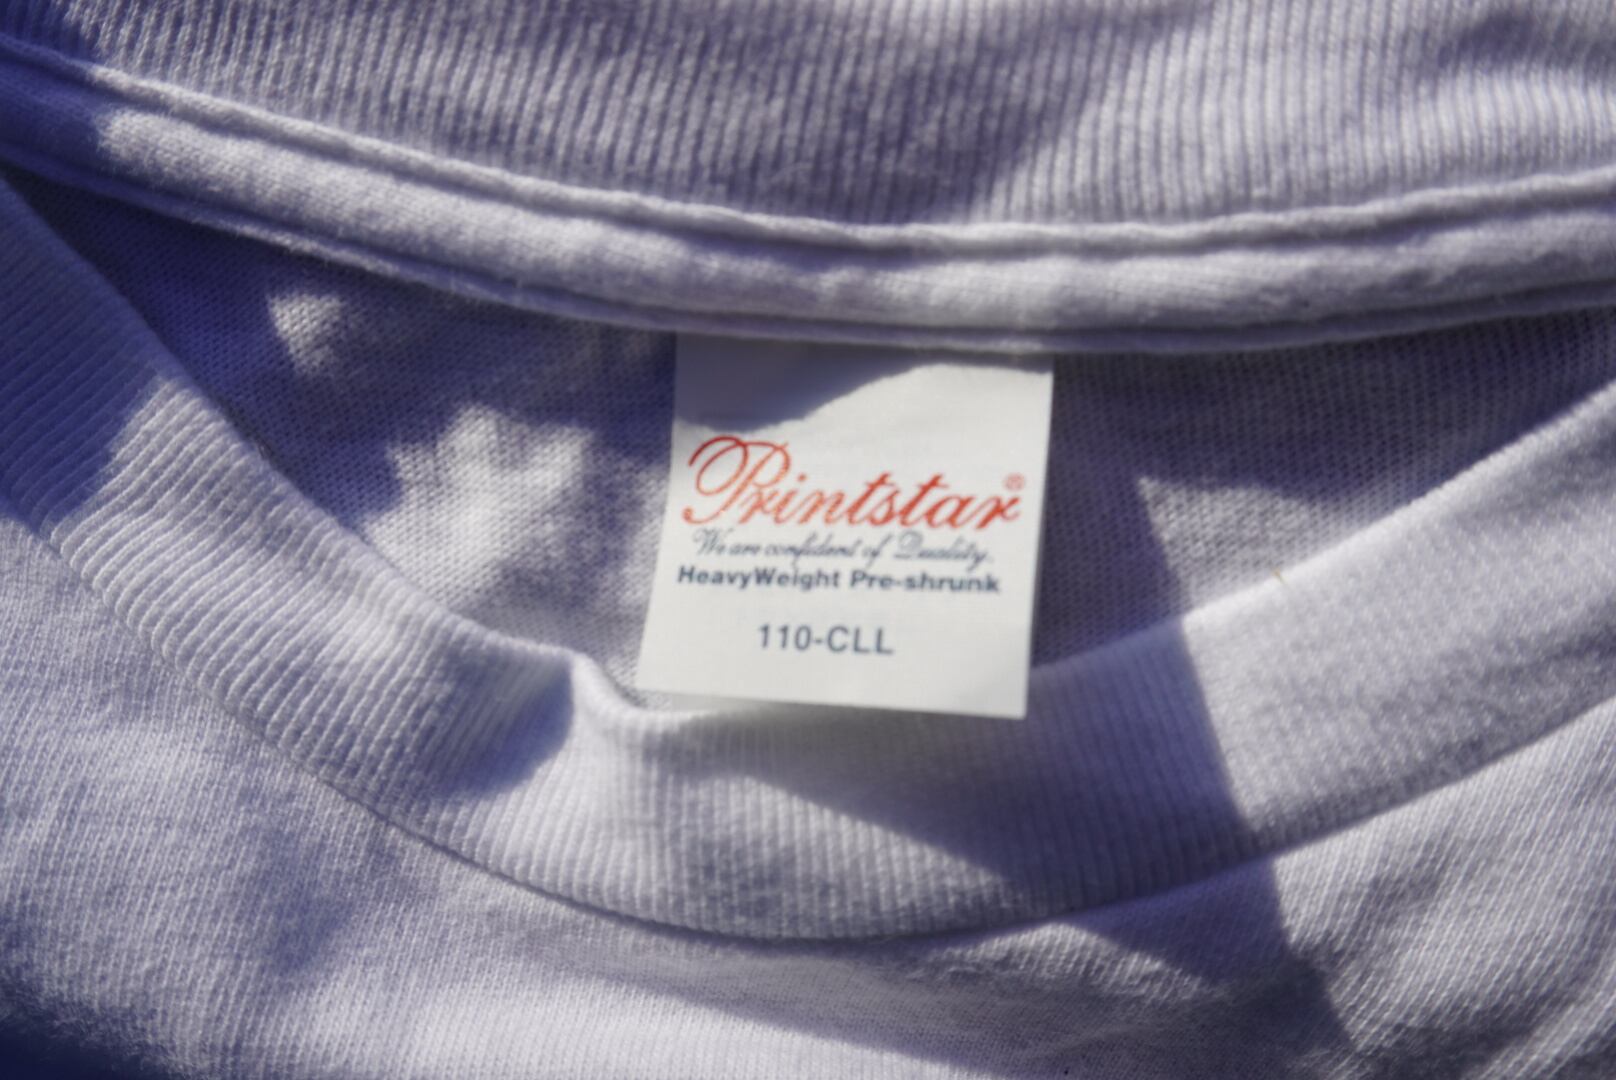 Printstar®
We are confident of Quality.
HeavyWeight Pre-shrunk
110-CLL